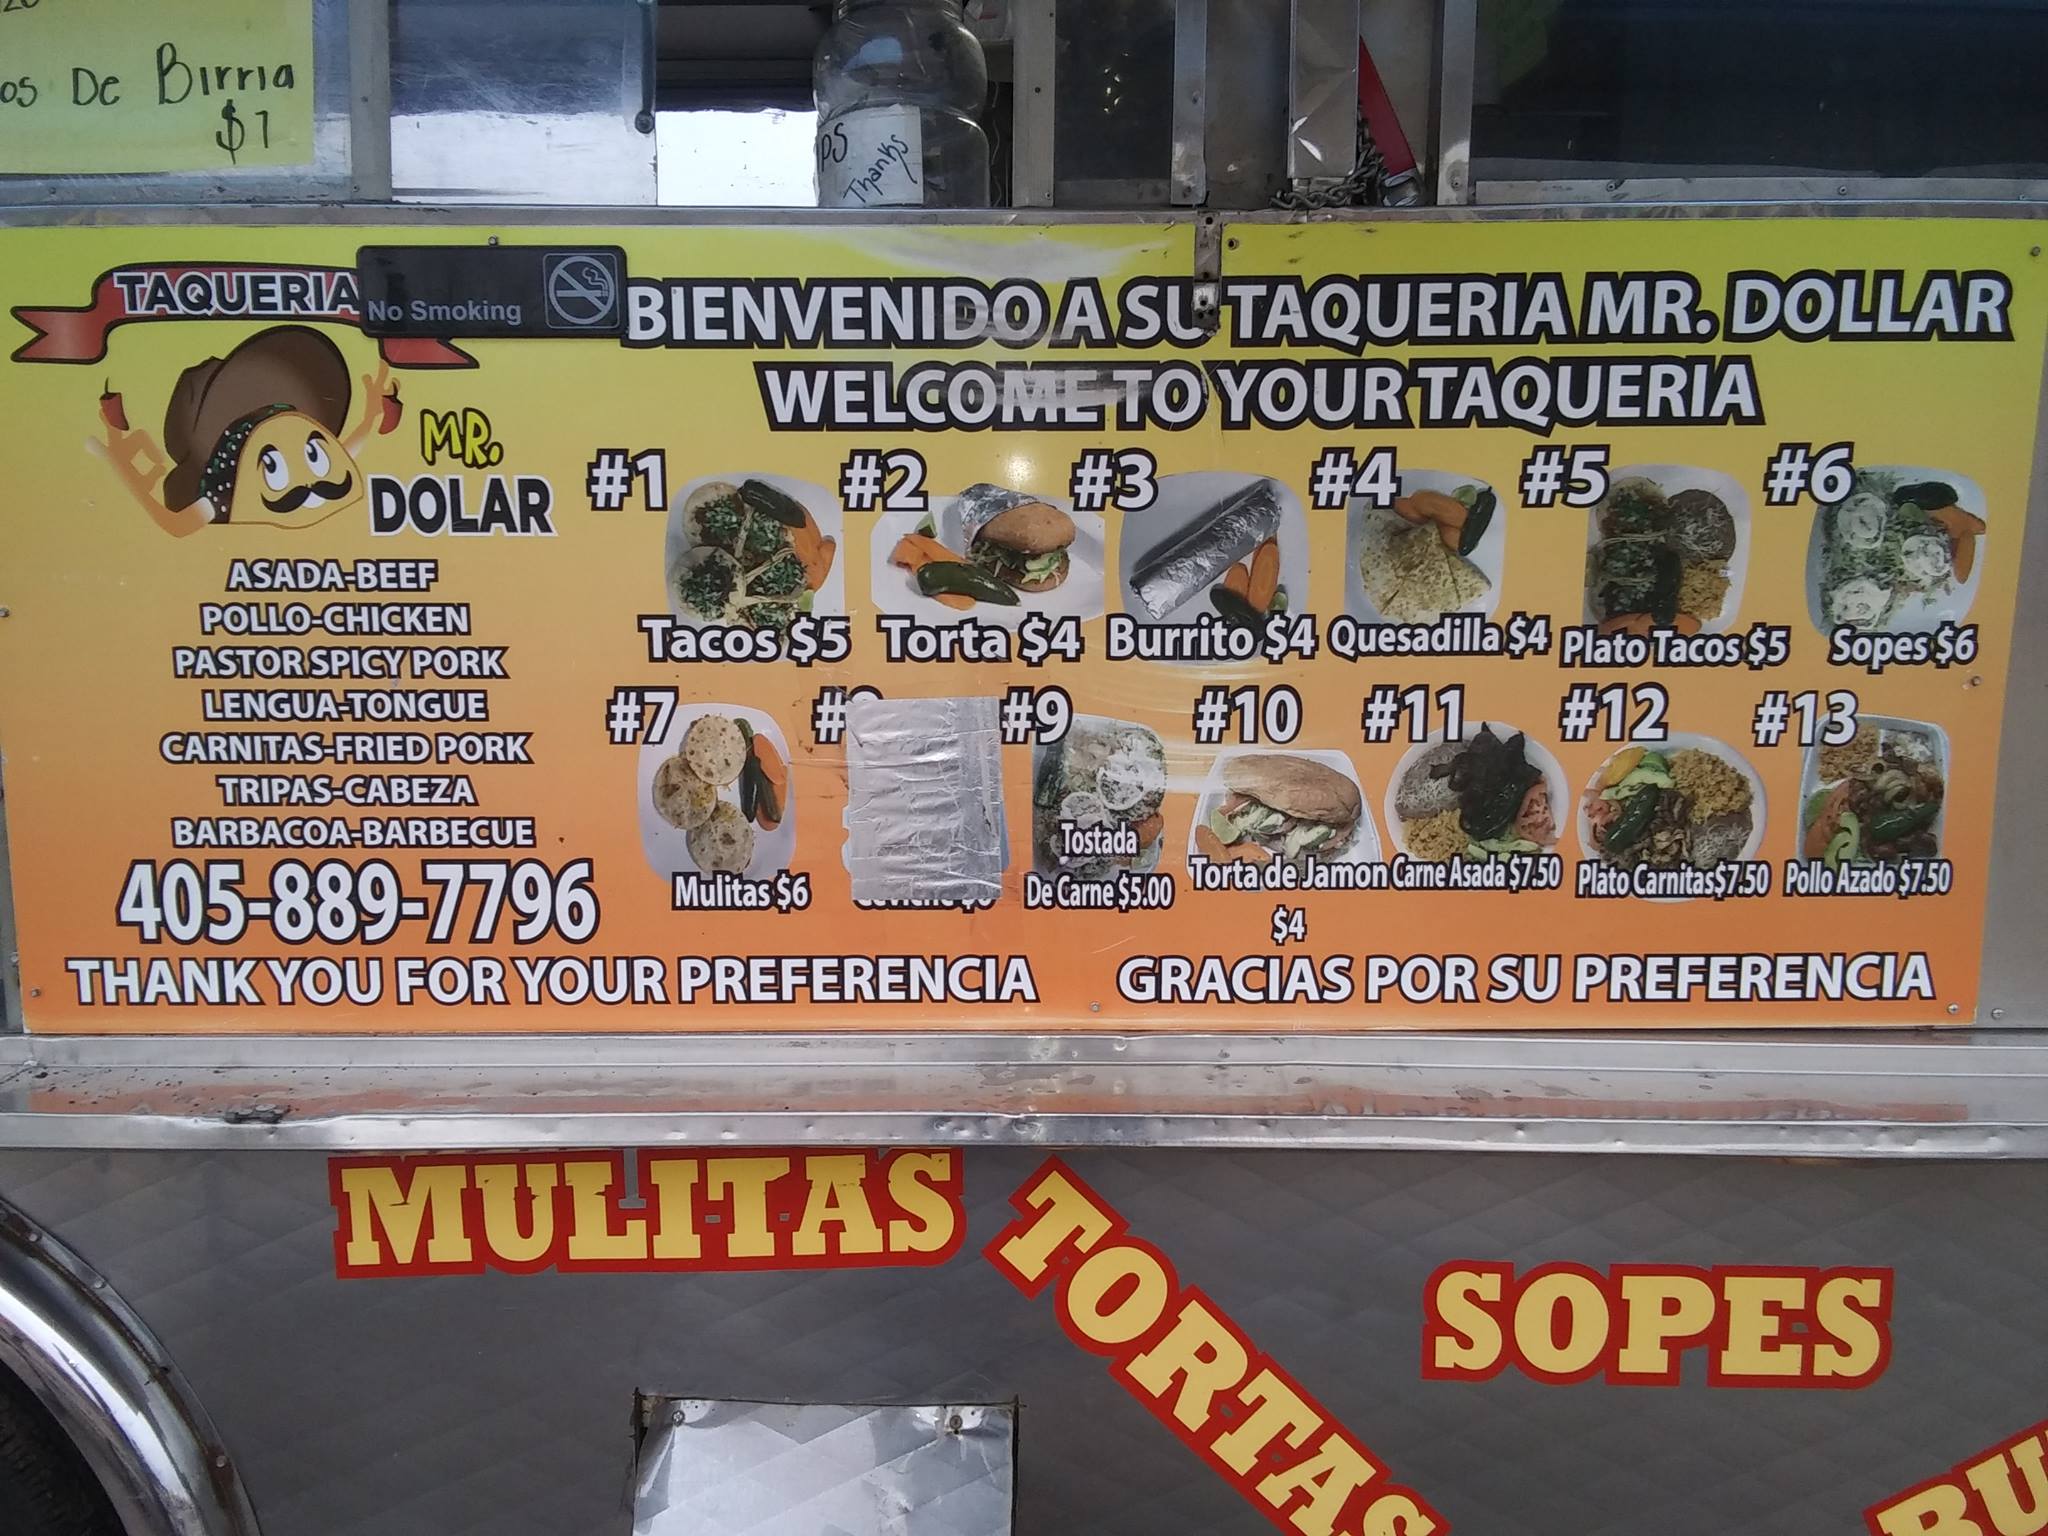 os De Birria
$7
PS
Thanks
TAQUERIA
No Smoking
MR.
DOLAR
BIENVENIDO A SU TAQUERIA MR. DOLLAR
WELCOME TO YOUR TAQUERIA
ASADA-BEEF
POLLO-CHICKEN
PASTOR SPICY PORK
LENGUA-TONGUE
CARNITAS-FRIED PORK
TRIPAS-CABEZA
BARBACOA-BARBECUE
405-889-7796
#1
Tacos $5
#2
Torta $4
#3
Burrito $4
#4
Quesadilla $4
#5
Plato Tacos $5
#6
Sopes $6
#7
Mulitas $6
#9
Tostada
De Carne $5.00
#10
Torta de Jamon
$4
#11
Carne Asada $7.50
#12
Plato Carnitas $7.50
#13
Pollo Azado $7.50
THANK YOU FOR YOUR PREFERENCIA
GRACIAS POR SU PREFERENCIA
MULITAS
TORTAS
SOPES
BU